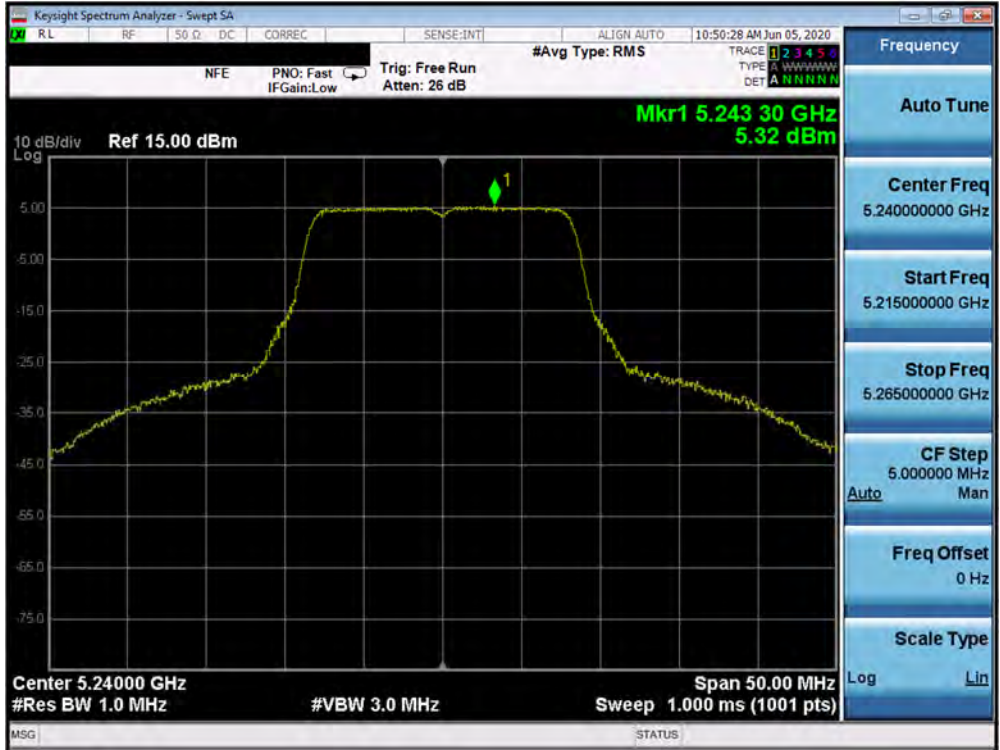 Keysight Spectrum Analyzer - Swept SA
LXI RL RF 50 Ω DC CORREC SENSE:INT ALIGN AUTO 10:50:28 AM Jun 05, 2020
#Avg Type: RMS TRACE 1 2 3 4 5 6
NFE PNO: Fast Trig: Free Run TYPE A WWWWW
IFGain:Low Atten: 26 dB DET A N N N N N
Mkr1 5.243 30 GHz
5.32 dBm
10 dB/div Ref 15.00 dBm
Log
1
5.00
-5.00
-15.0
-25.0
-35.0
-45.0
-55.0
-65.0
-75.0
Center 5.24000 GHz Span 50.00 MHz
#Res BW 1.0 MHz #VBW 3.0 MHz Sweep 1.000 ms (1001 pts)
MSG STATUS
Frequency
Auto Tune
Center Freq
5.240000000 GHz
Start Freq
5.215000000 GHz
Stop Freq
5.265000000 GHz
CF Step
5.000000 MHz
Auto Man
Freq Offset
0 Hz
Scale Type
Log Lin